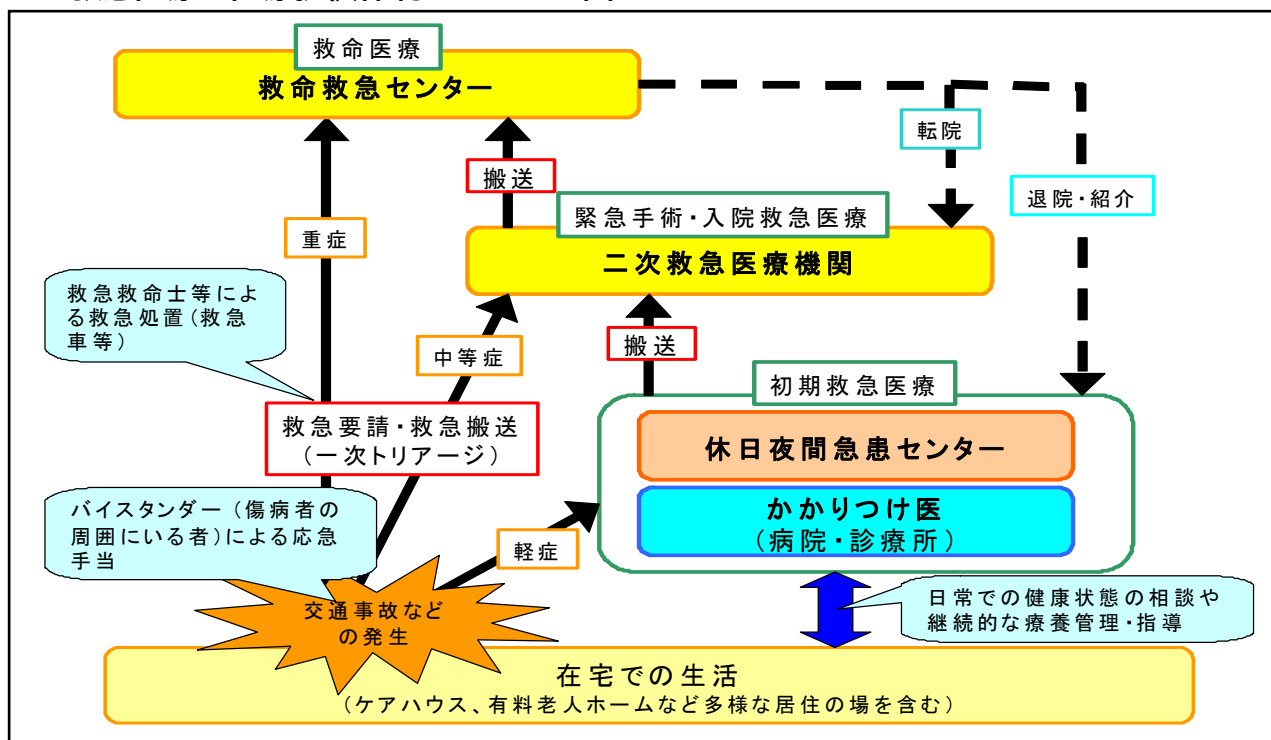 救命医療
救命救急センター
転院
搬送
退院・紹介
緊急手術・入院救急医療
重症
二次救急医療機関
救急救命士等によ
る救急処置(救急
車等)
搬送
中等症
初期救急医療
救急要請・救急搬送
(一次トリアージ)
休日夜間急患センター
バイスタンダー(傷病者の
周囲にいる者)による応急
手当
かかりつけ医
(病院・診療所)
軽症
交通事故など
の発生
日常での健康状態の相談や
継続的な療養管理・指導
在宅での生活
(ケアハウス、有料老人ホームなど多様な居住の場を含む)